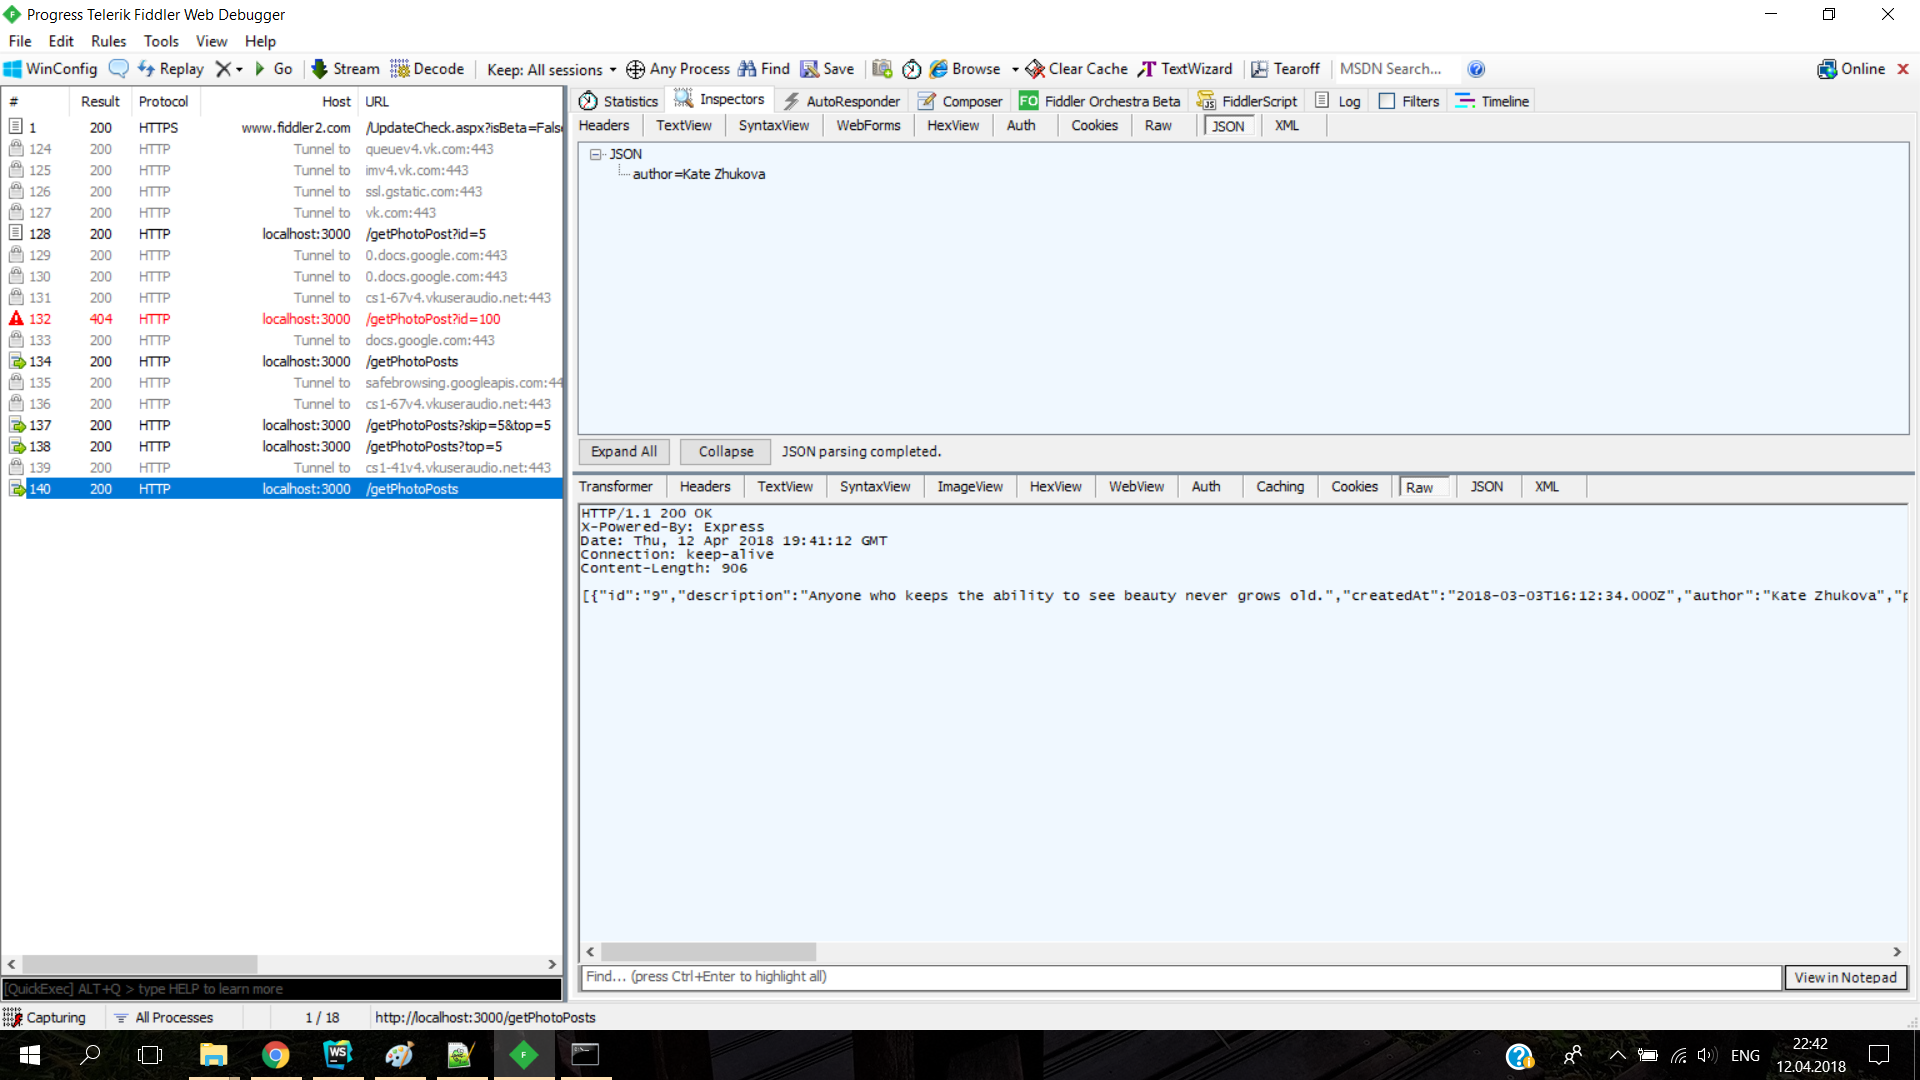 Progress Telerik Fiddler Web Debugger
File Edit Rules Tools View Help
WinConfig Replay Go Stream Decode Keep: All sessions Any Process Find Save Browse Clear Cache TextWizard Tearoff MSDN Search... Online
# Result Protocol Host URL
1 200 HTTPS www.fiddler2.com /UpdateCheck.aspx?isBeta=False
124 200 HTTP Tunnel to queuev4.vk.com:443
125 200 HTTP Tunnel to imv4.vk.com:443
126 200 HTTP Tunnel to ssl.gstatic.com:443
127 200 HTTP Tunnel to vk.com:443
128 200 HTTP localhost:3000 /getPhotoPost?id=5
129 200 HTTP Tunnel to 0.docs.google.com:443
130 200 HTTP Tunnel to 0.docs.google.com:443
131 200 HTTP Tunnel to cs1-67v4.vkuseraudio.net:443
132 404 HTTP localhost:3000 /getPhotoPost?id=100
133 200 HTTP Tunnel to docs.google.com:443
134 200 HTTP localhost:3000 /getPhotoPosts
135 200 HTTP Tunnel to safebrowsing.googleapis.com:44
136 200 HTTP Tunnel to cs1-67v4.vkuseraudio.net:443
137 200 HTTP localhost:3000 /getPhotoPosts?skip=5&top=5
138 200 HTTP localhost:3000 /getPhotoPosts?top=5
139 200 HTTP Tunnel to cs1-41v4.vkuseraudio.net:443
140 200 HTTP localhost:3000 /getPhotoPosts
[QuickExec] ALT+Q > type HELP to learn more
Statistics Inspectors AutoResponder Composer FO Fiddler Orchestra Beta FiddlerScript Log Filters Timeline
Headers TextView SyntaxView WebForms HexView Auth Cookies Raw JSON XML
JSON
author=Kate Zhukova
Expand All Collapse JSON parsing completed.
Transformer Headers TextView SyntaxView ImageView HexView WebView Auth Caching Cookies Raw JSON XML
HTTP/1.1 200 OK
X-Powered-By: Express
Date: Thu, 12 Apr 2018 19:41:12 GMT
Connection: keep-alive
Content-Length: 906
[{"id":"9","description":"Anyone who keeps the ability to see beauty never grows old.","createdAt":"2018-03-03T16:12:34.000Z","author":"Kate Zhukova","p
Find... (press Ctrl+Enter to highlight all) View in Notepad
Capturing All Processes 1 / 18 http://localhost:3000/getPhotoPosts
WS F ENG 22:42
12.04.2018